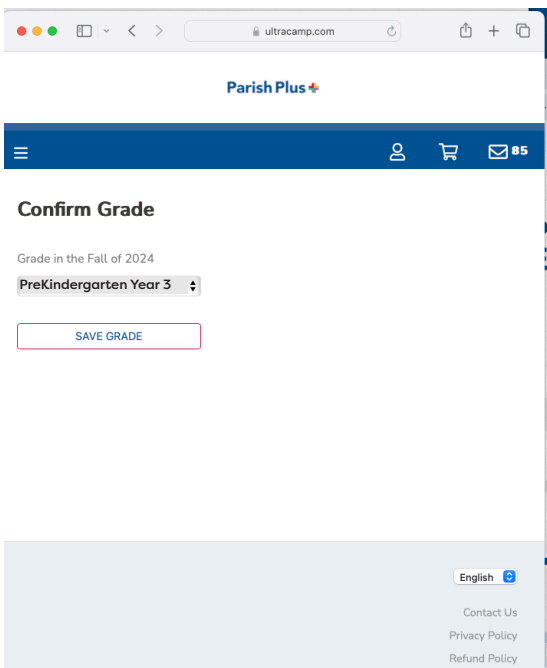 ultracamp.com
Parish Plus
85
Confirm Grade
Grade in the Fall of 2024
PreKindergarten Year 3
SAVE GRADE
English
Contact Us
Privacy Policy
Refund Policy